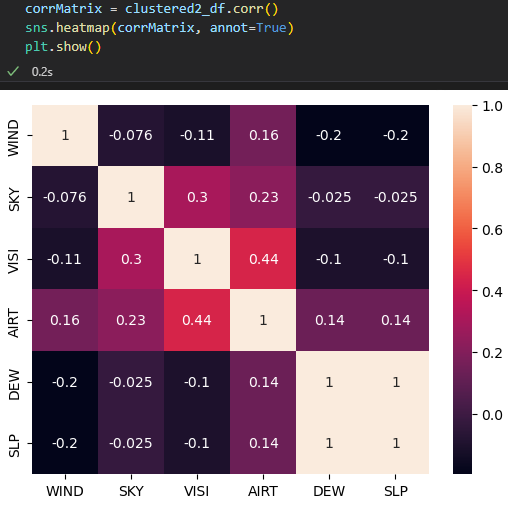 corrMatrix = clustered2_df.corr()
sns.heatmap(corrMatrix, annot=True)
plt.show()
0.2s
WIND 1 -0.076 -0.11 0.16 -0.2 -0.2
SKY -0.076 1 0.3 0.23 -0.025 -0.025
VISI -0.11 0.3 1 0.44 -0.1 -0.1
AIRT 0.16 0.23 0.44 1 0.14 0.14
DEW -0.2 -0.025 -0.1 0.14 1 1
SLP -0.2 -0.025 -0.1 0.14 1 1
WIND SKY VISI AIRT DEW SLP
1.0
0.8
0.6
0.4
0.2
0.0